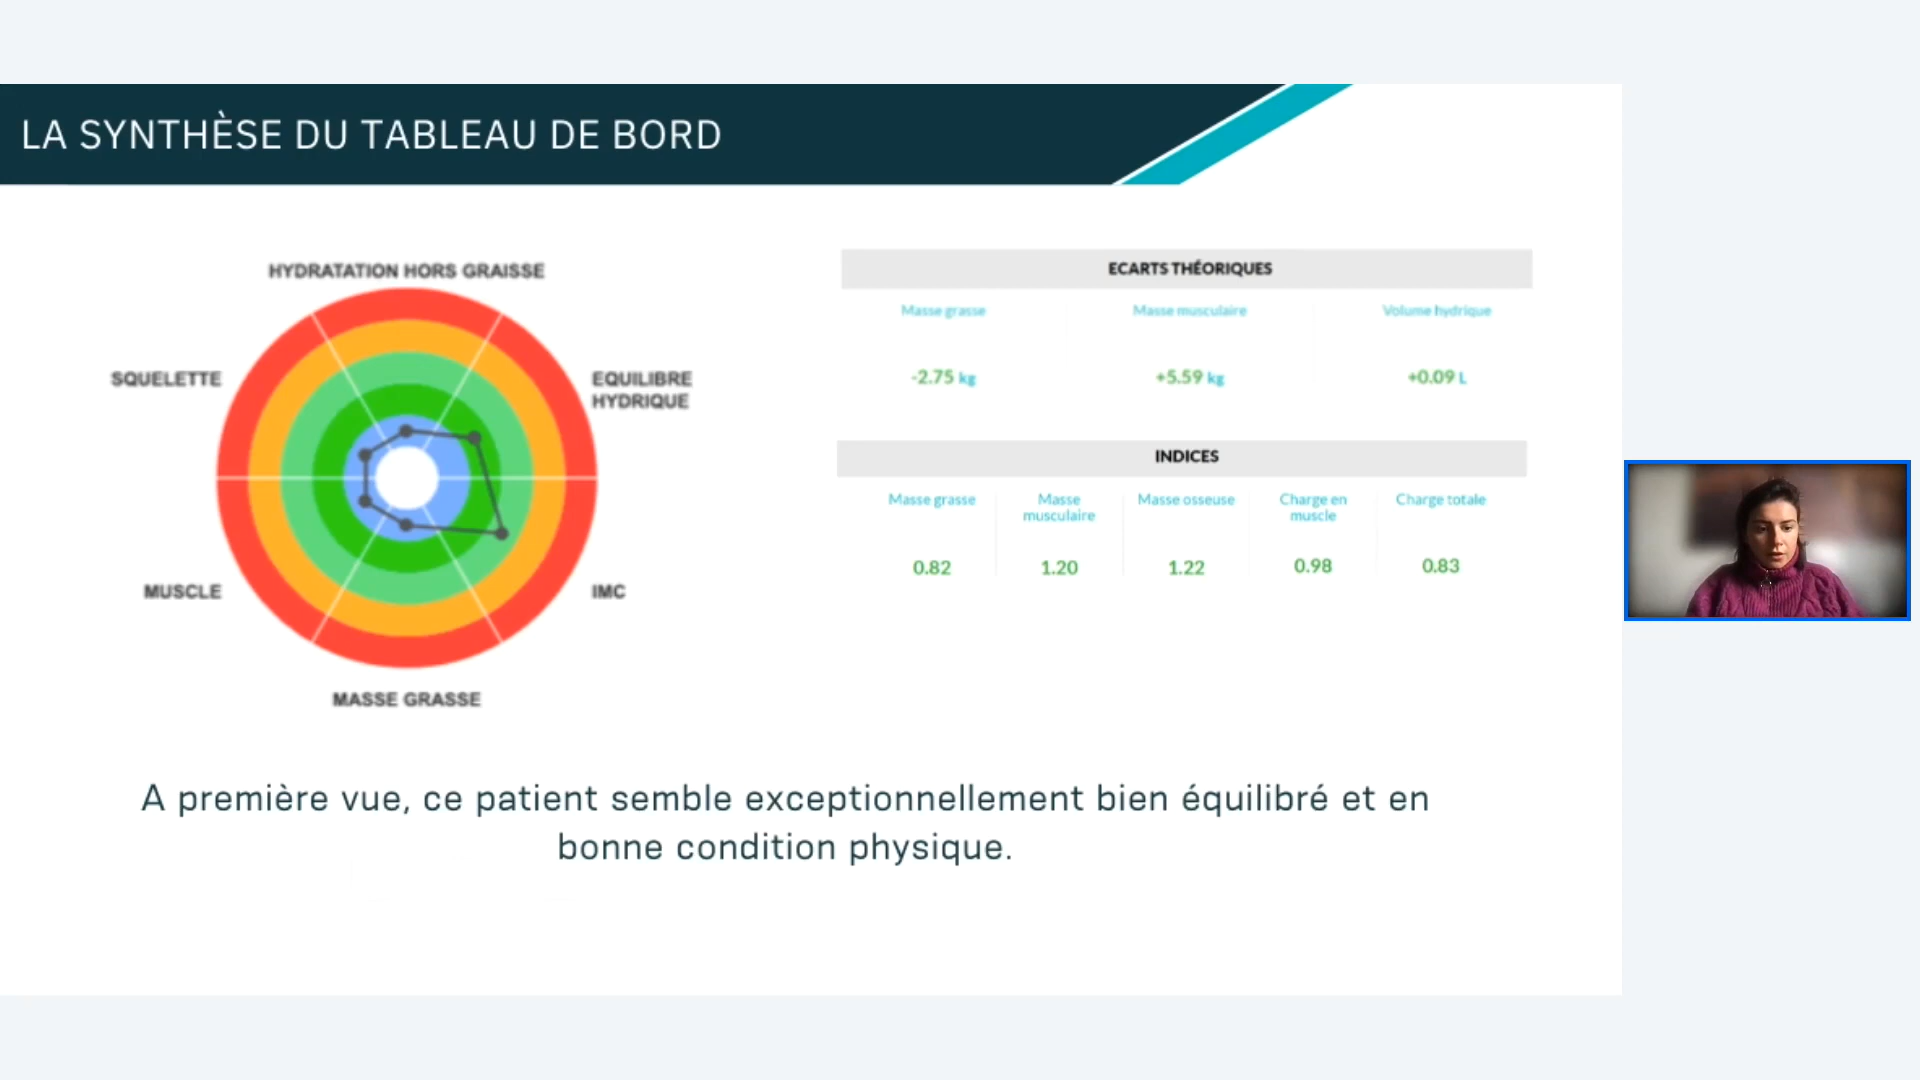 LA SYNTHÈSE DU TABLEAU DE BORD
HYDRATATION HORS GRAISSE
SQUELETTE
EQUILIBRE
HYDRIQUE
MUSCLE
IMC
MASSE GRASSE
ECARTS THÉORIQUES
Masse grasse Masse musculaire Volume hydrique
-2.75 kg +5.59 kg +0.09 L
INDICES
Masse grasse Masse musculaire Masse osseuse Charge en muscle Charge totale
0.82 1.20 1.22 0.98 0.83
A première vue, ce patient semble exceptionnellement bien équilibré et en
bonne condition physique.